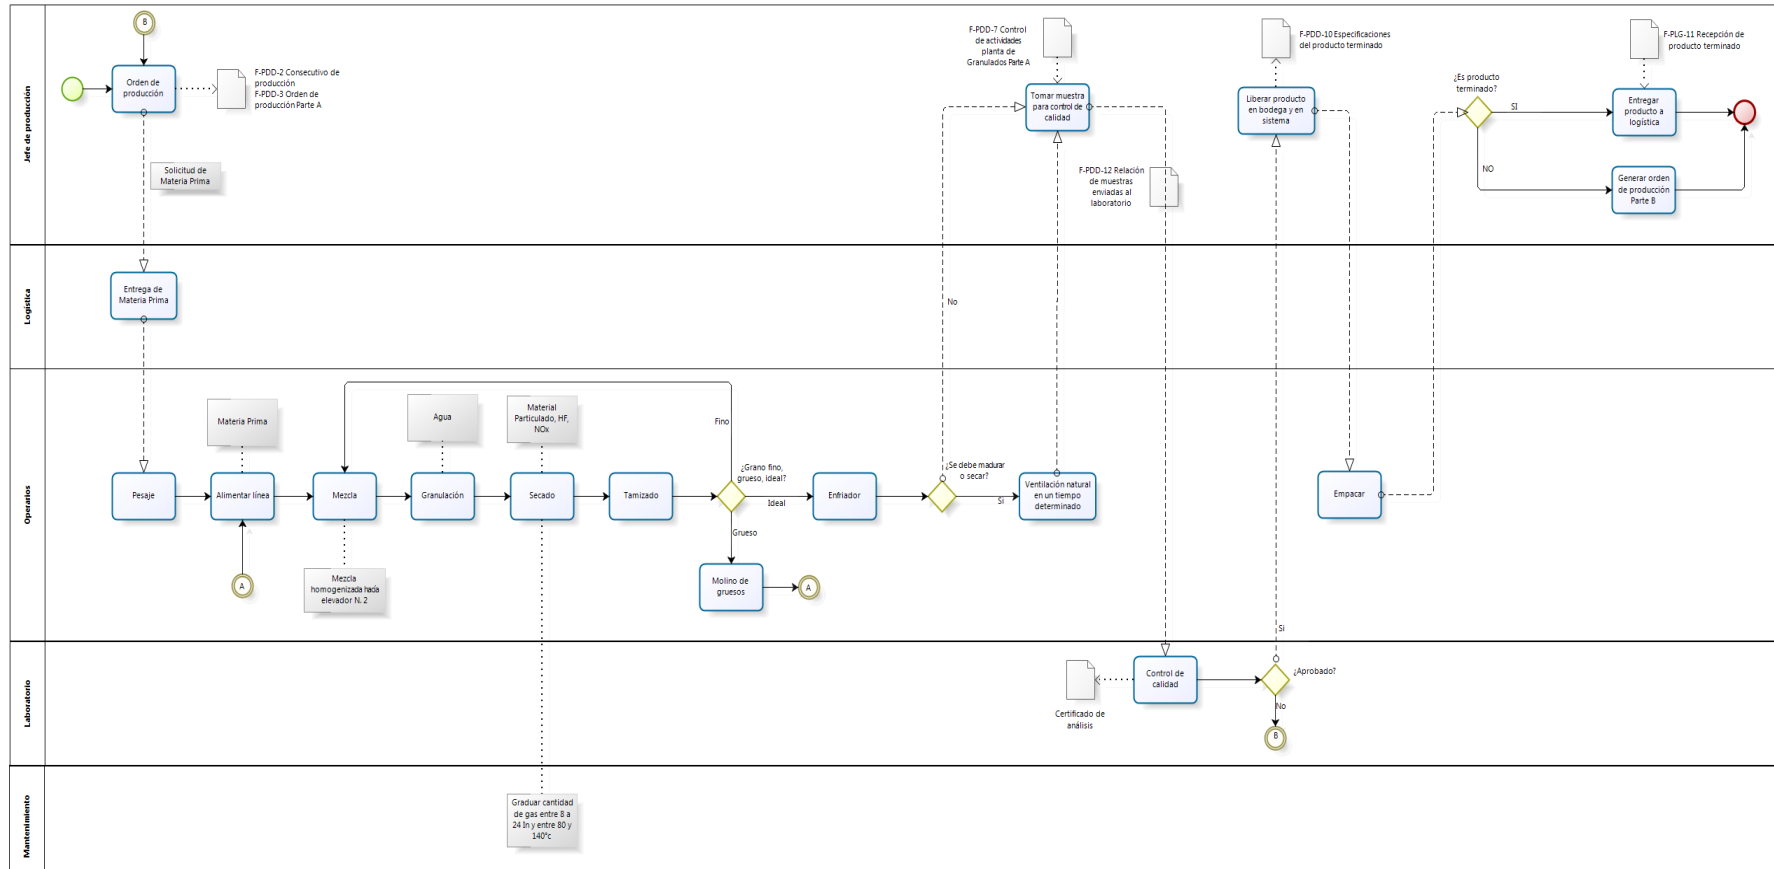 Jefe de producción
B
Orden de
producción
F-PDD-2 Consecutivo de
producción
F-PDD-3 Orden de
producción Parte A
Solicitud de
Materia Prima
F-PDD-7 Control
de actividades
planta de
Granulados Parte A
Tomar muestra
para control de
calidad
F-PDD-12 Relación
de muestras
enviadas al
laboratorio
F-PDD-10 Especificaciones
del producto terminado
Liberar producto
en bodega y en
sistema
¿Es producto
terminado?
SI
NO
F-PLG-11 Recepción de
producto terminado
Entregar
producto a
logística
Generar orden
de producción
Parte B
Logística
Entrega de
Materia Prima
No
Operarios
Pesaje
Materia Prima
Alimentar línea
A
Mezcla
Mezcla
homogenizada hacia
elevador N. 2
Agua
Granulación
Material
Particulado, HF,
NOx
Secado
Tamizado
Fino
¿Grano fino,
grueso, ideal?
Ideal
Grueso
Molino de
gruesos
A
Enfriador
¿Se debe madurar
o secar?
Si
Ventilación natural
en un tiempo
determinado
Empacar
Laboratorio
Certificado de
análisis
Control de
calidad
Si
¿Aprobado?
No
B
Mantenimiento
Graduar cantidad
de gas entre 8 a
24 In y entre 80 y
140°c